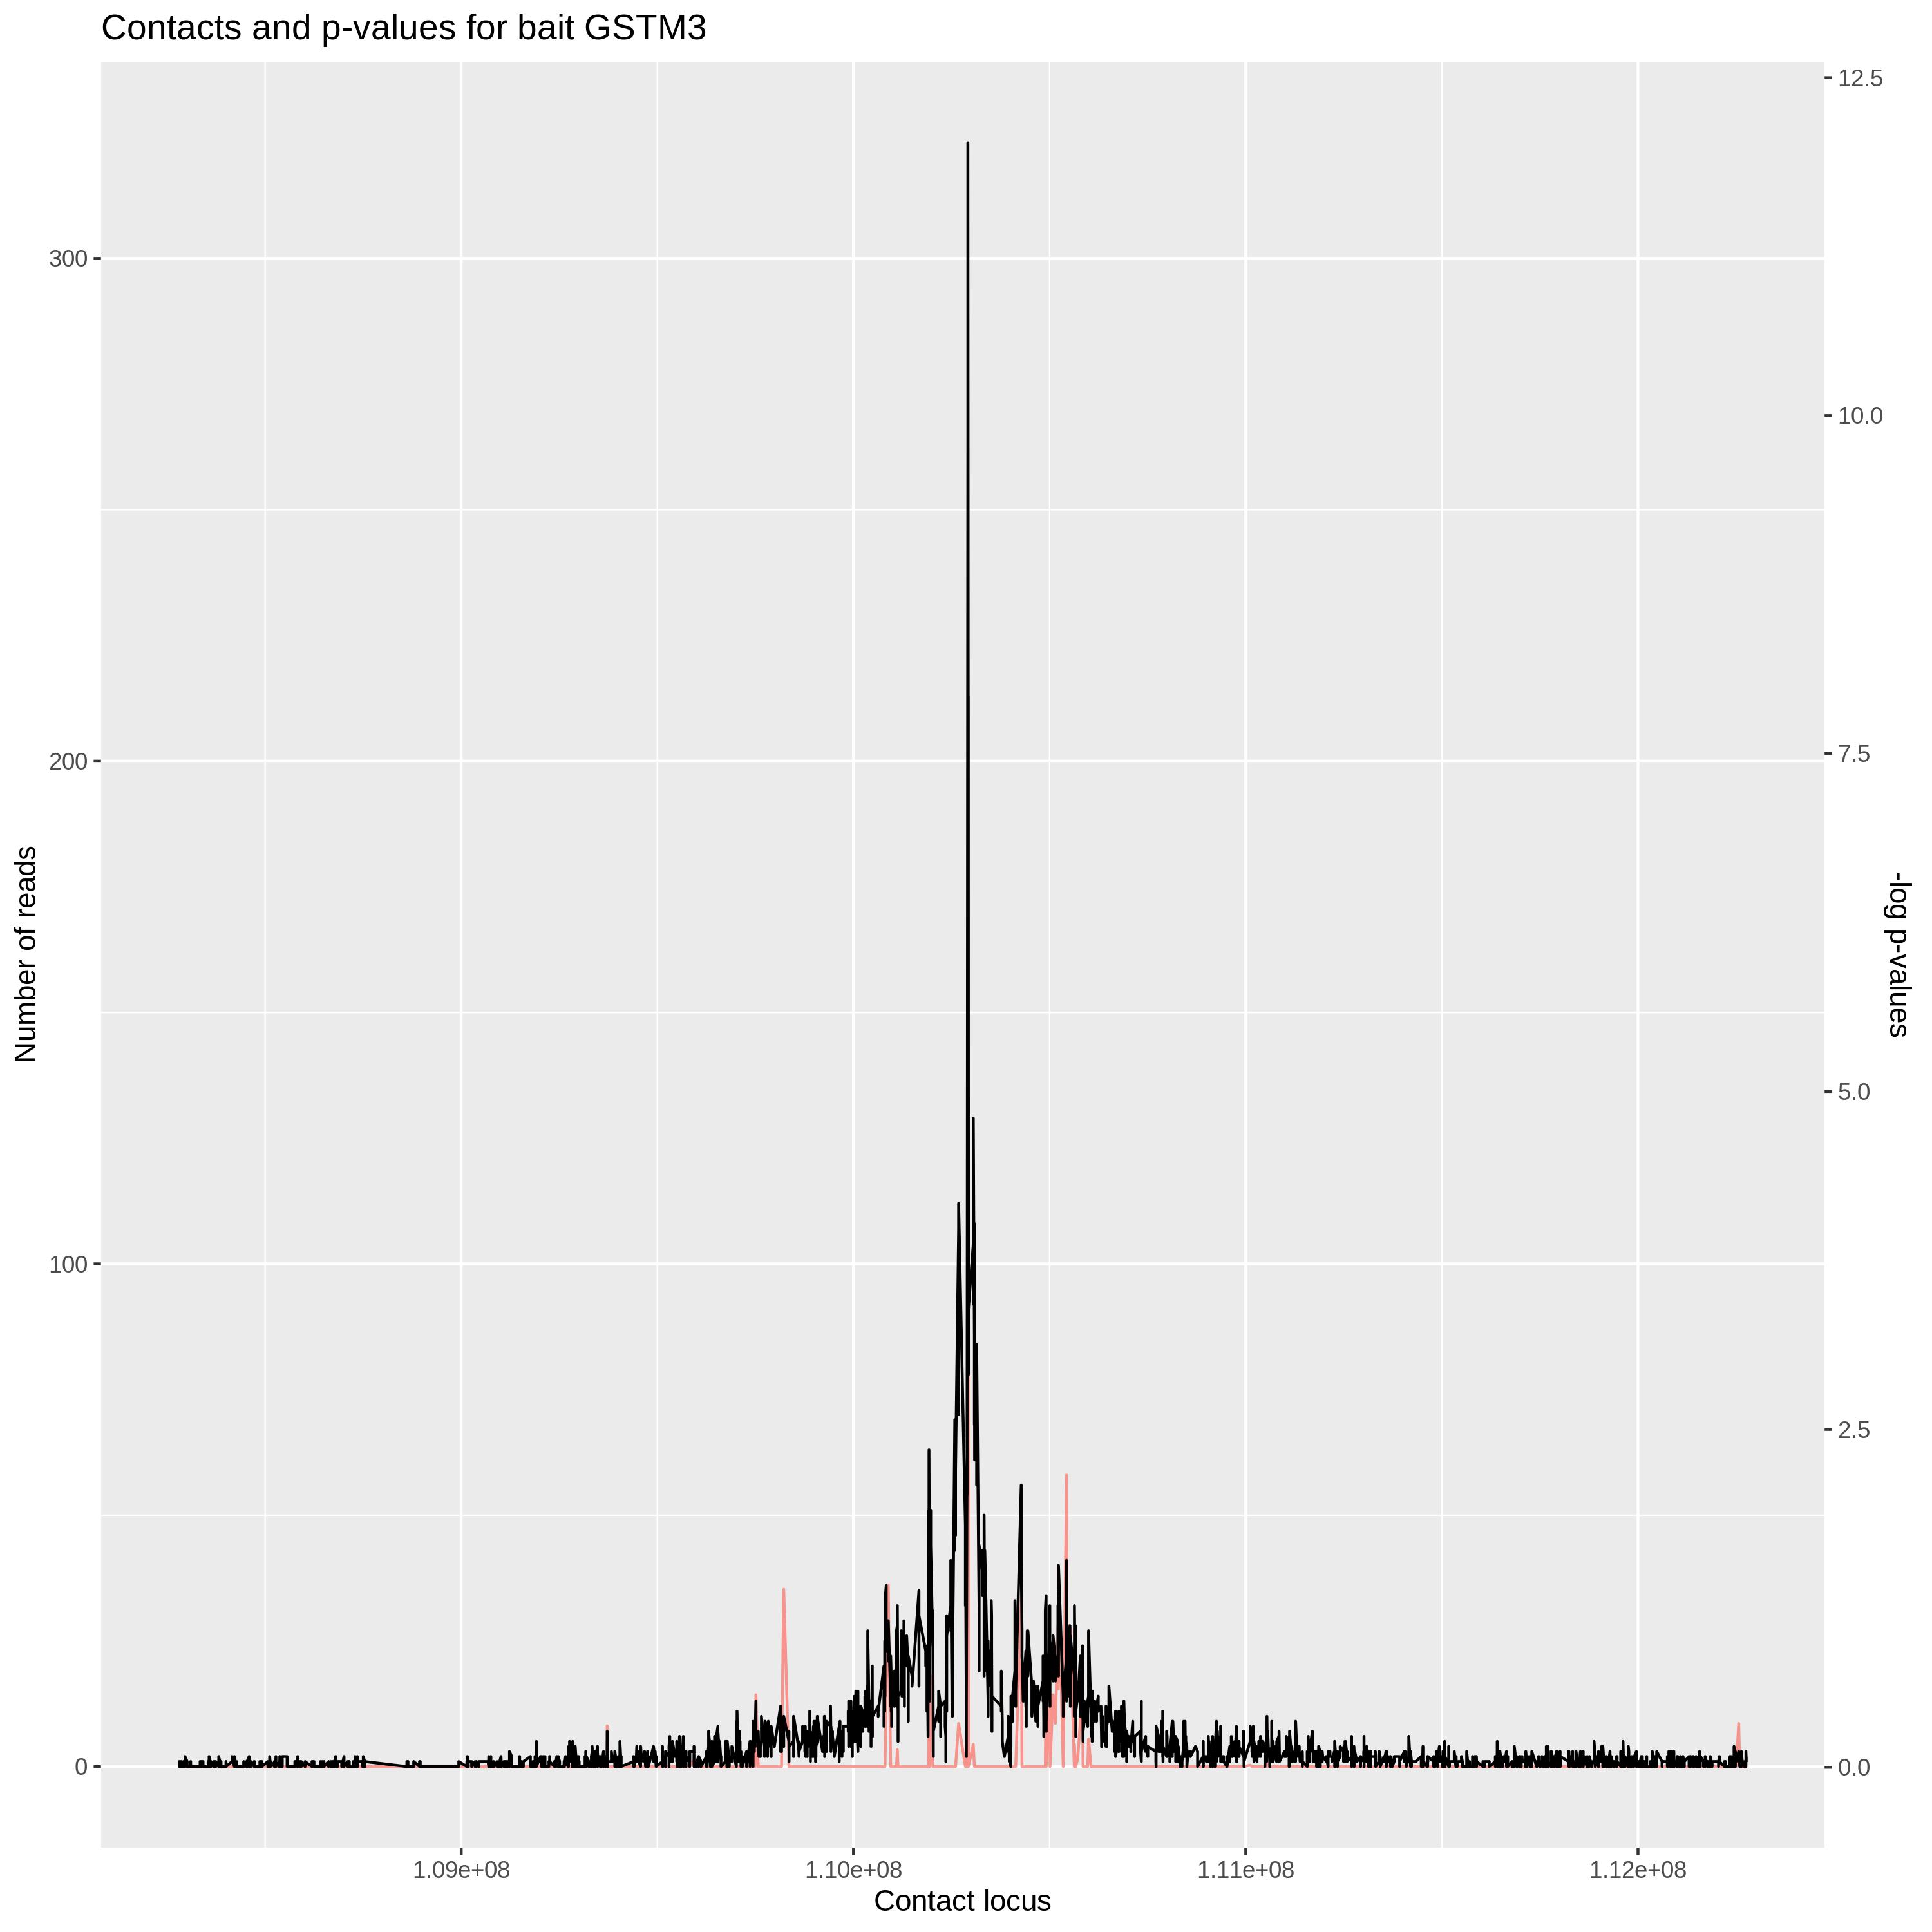 Contacts and p-values for bait GSTM3
12.5
300
10.0
200
7.5
Number of reads
-log p-values
5.0
100
2.5
0
0.0
1.09e+08
1.10e+08
1.11e+08
1.12e+08
Contact locus